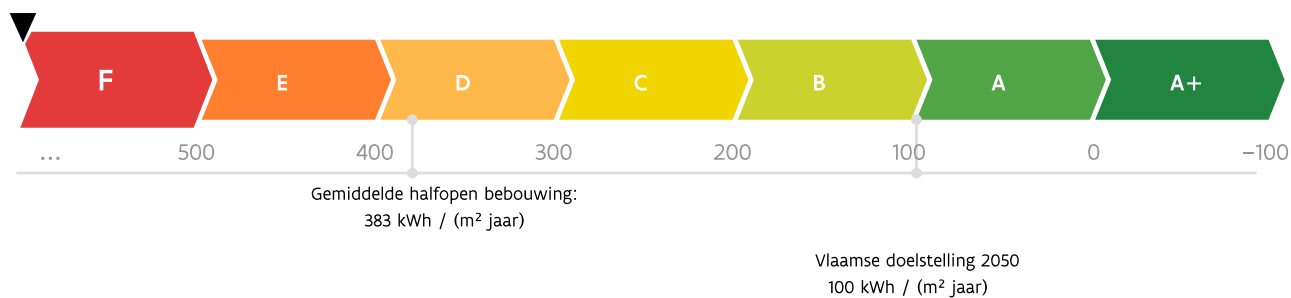 F E D C B A A+
... 500 400 300 200 100 0 −100
Gemiddelde halfopen bebouwing:
383 kWh / (m² jaar)
Vlaamse doelstelling 2050
100 kWh / (m² jaar)